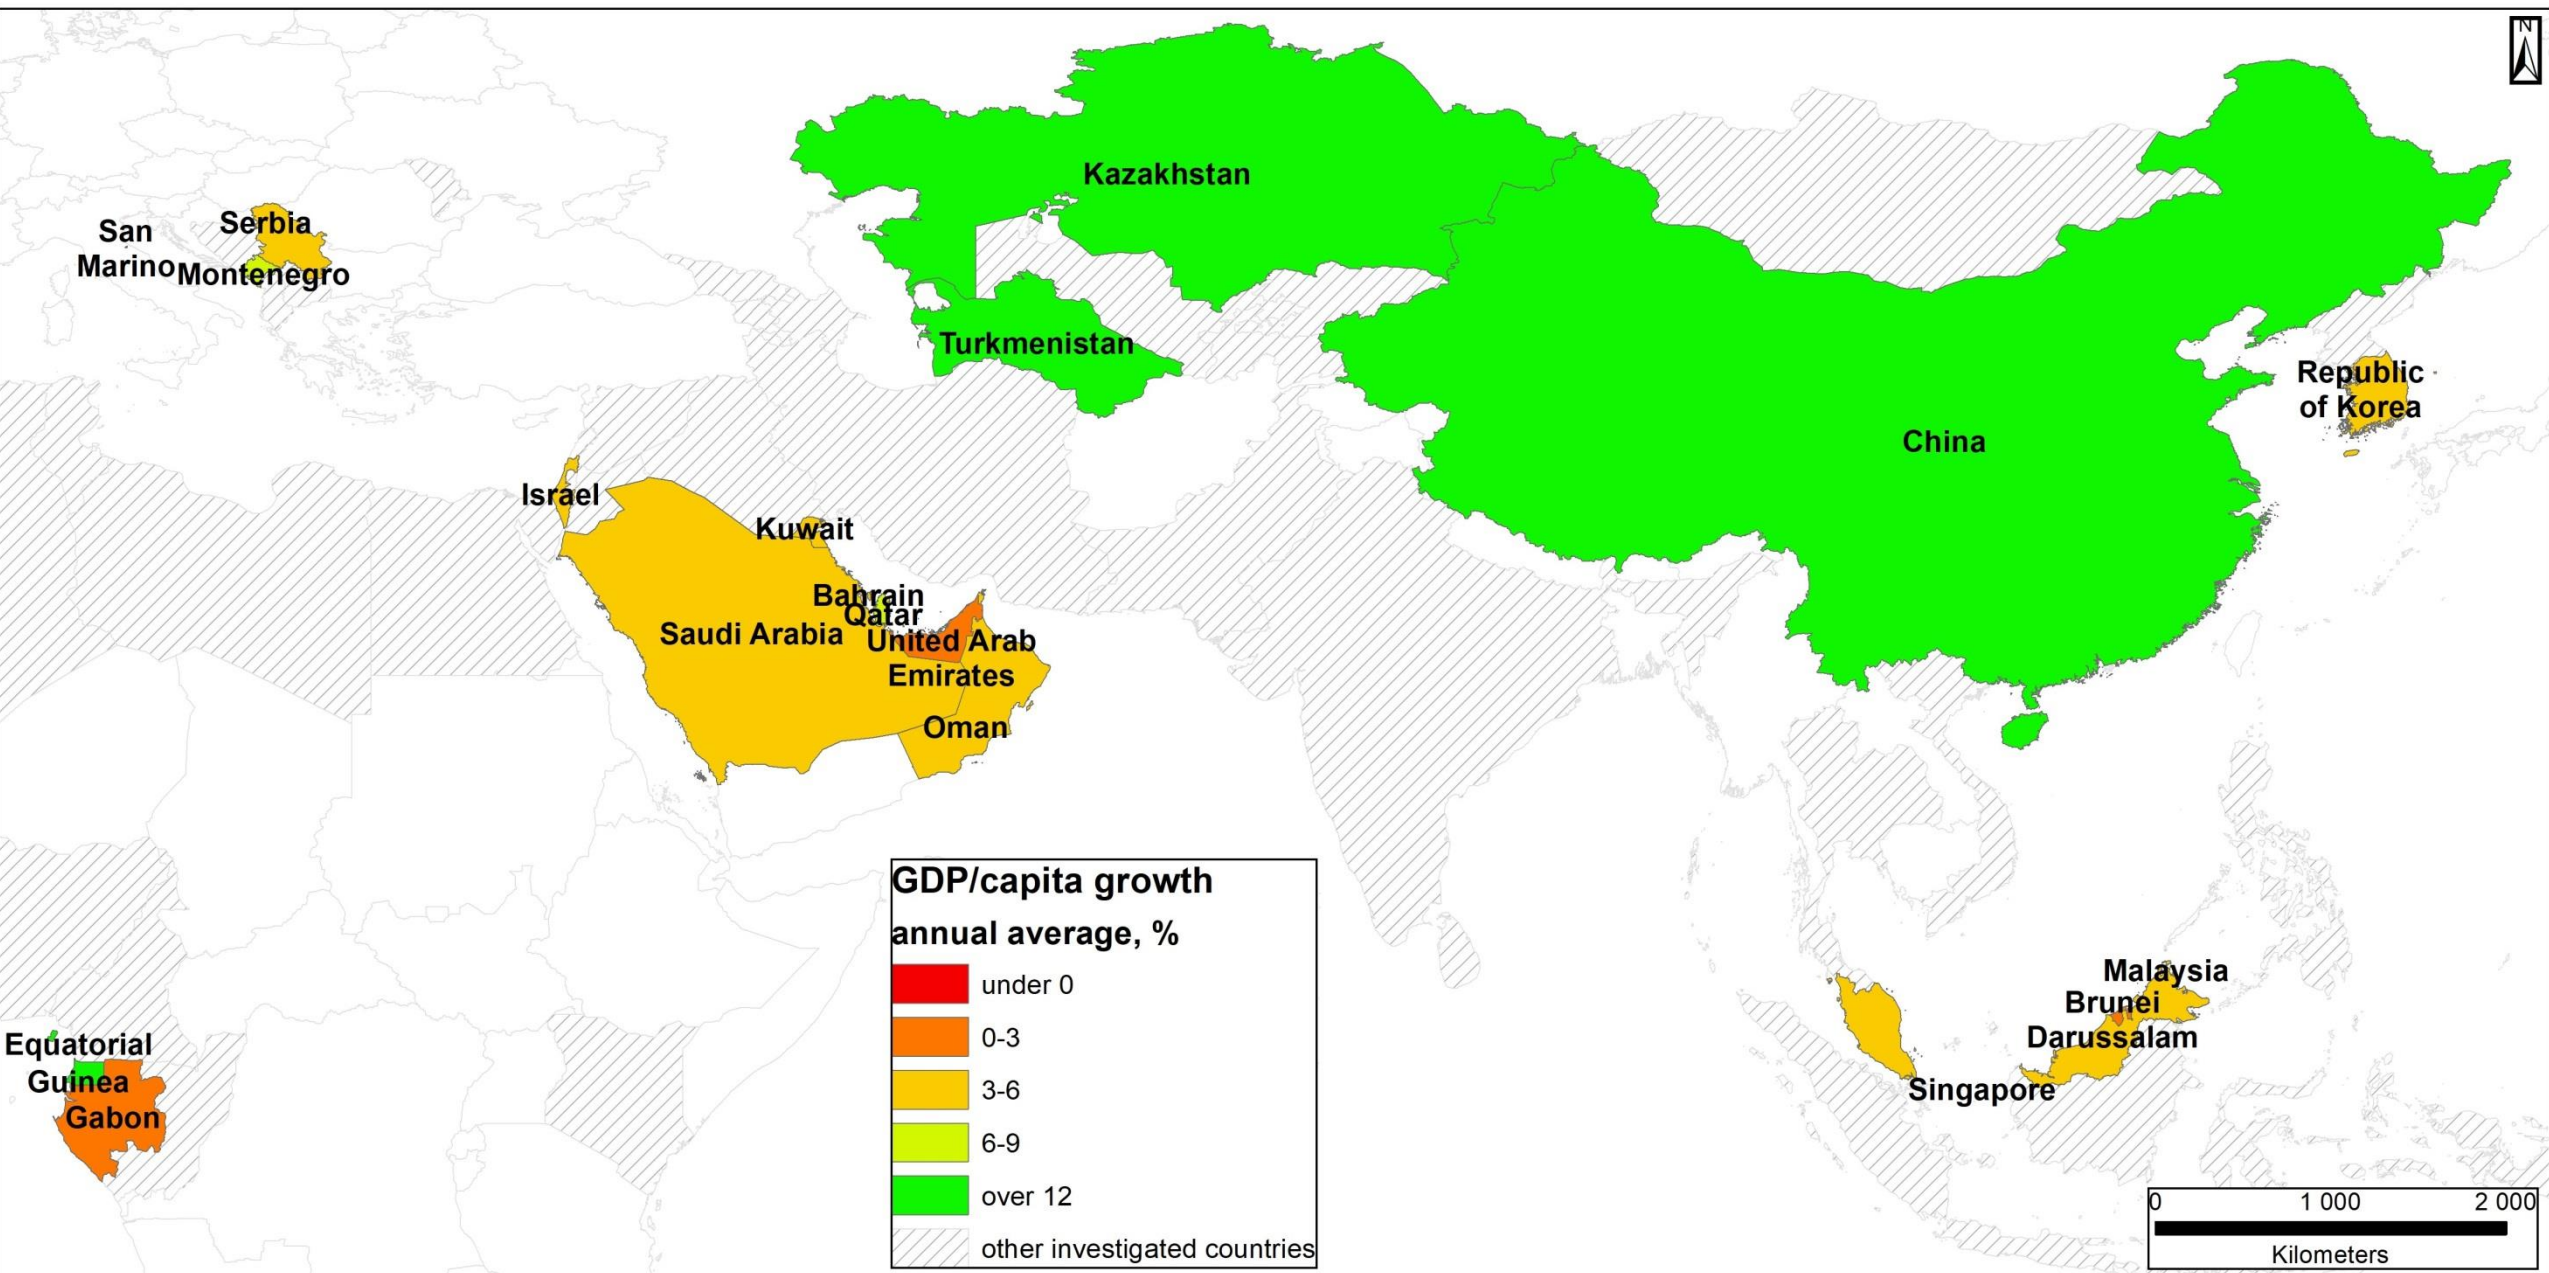 N
Kazakhstan
San
Marino
Serbia
Montenegro
Turkmenistan
Republic
of Korea
China
Israel
Kuwait
Bahrain
Qatar
Saudi Arabia
United Arab
Emirates
Oman
GDP/capita growth
annual average, %
under 0
0-3
3-6
6-9
over 12
other investigated countries
Malaysia
Brunei
Darussalam
Singapore
Equatorial
Guinea
Gabon
0 1 000 2 000
Kilometers